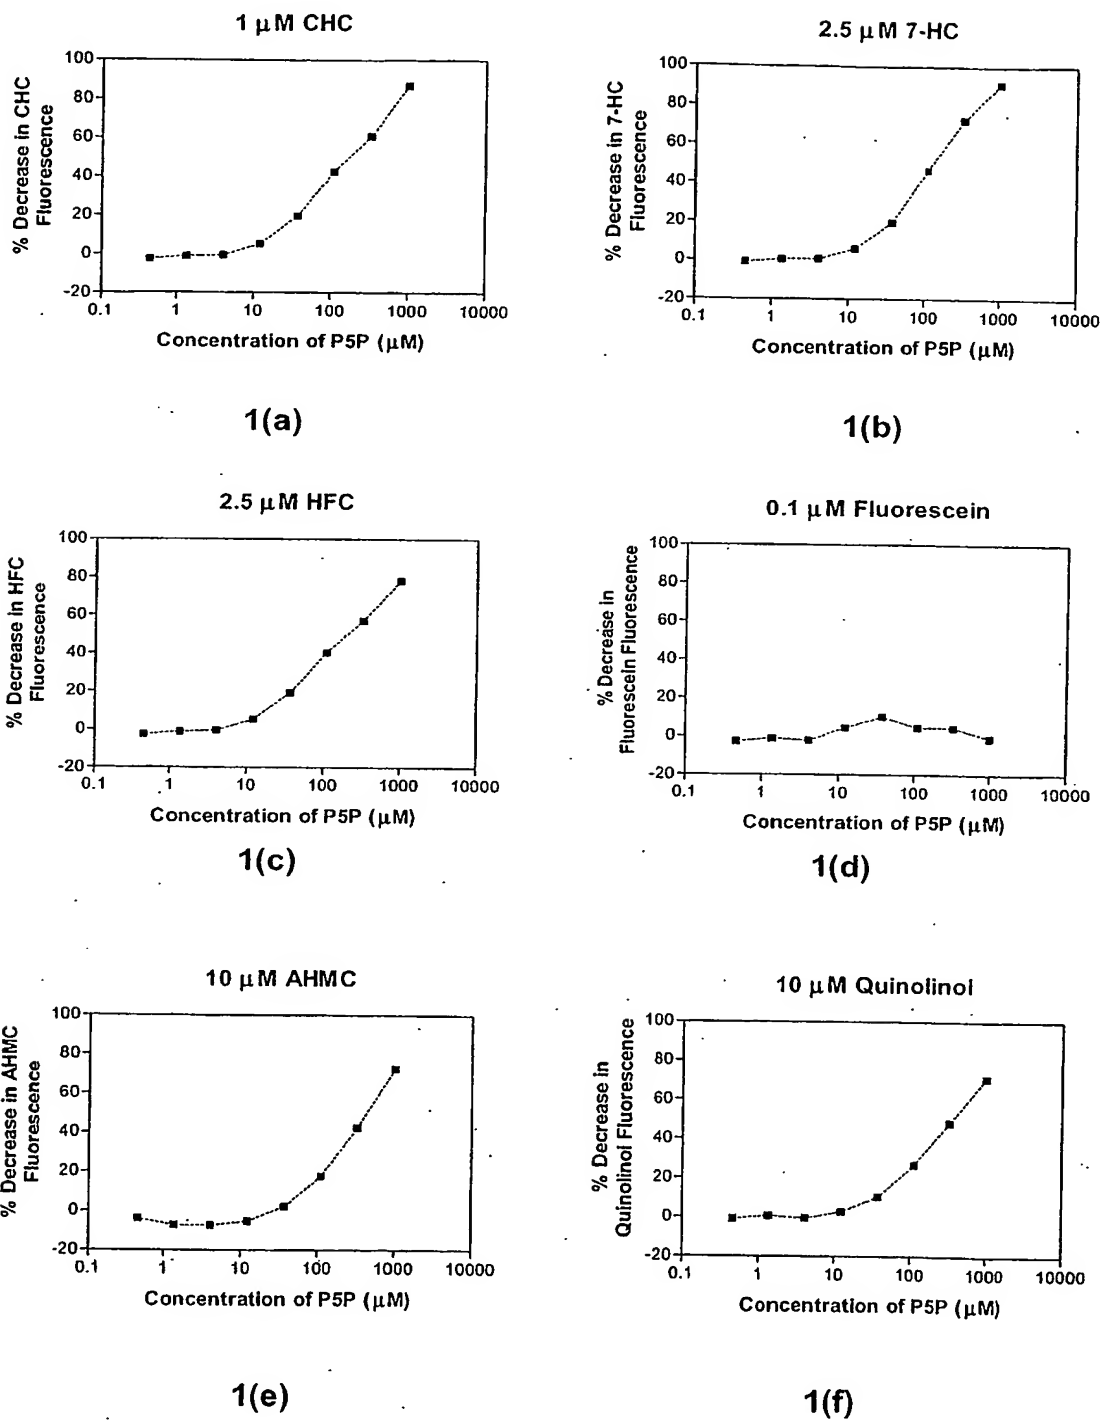 1 µM CHC
100
80
60
40
20
0
-20
% Decrease in CHC
Fluorescence
0.1 1 10 100 1000 10000
Concentration of P5P (µM)
1(a)
2.5 µM 7-HC
100
80
60
40
20
0
-20
% Decrease in 7-HC
Fluorescence
0.1 1 10 100 1000 10000
Concentration of P5P (µM)
1(b)
2.5 µM HFC
100
80
60
40
20
0
-20
% Decrease in HFC
Fluorescence
0.1 1 10 100 1000 10000
Concentration of P5P (µM)
1(c)
0.1 µM Fluorescein
100
80
60
40
20
0
-20
% Decrease in
Fluorescein Fluorescence
0.1 1 10 100 1000 10000
Concentration of P5P (µM)
1(d)
10 µM AHMC
100
80
60
40
20
0
-20
% Decrease in AHMC
Fluorescence
0.1 1 10 100 1000 10000
Concentration of P5P (µM)
1(e)
10 µM Quinolinol
100
80
60
40
20
0
-20
% Decrease in
Quinolinol Fluorescence
0.1 1 10 100 1000 10000
Concentration of P5P (µM)
1(f)